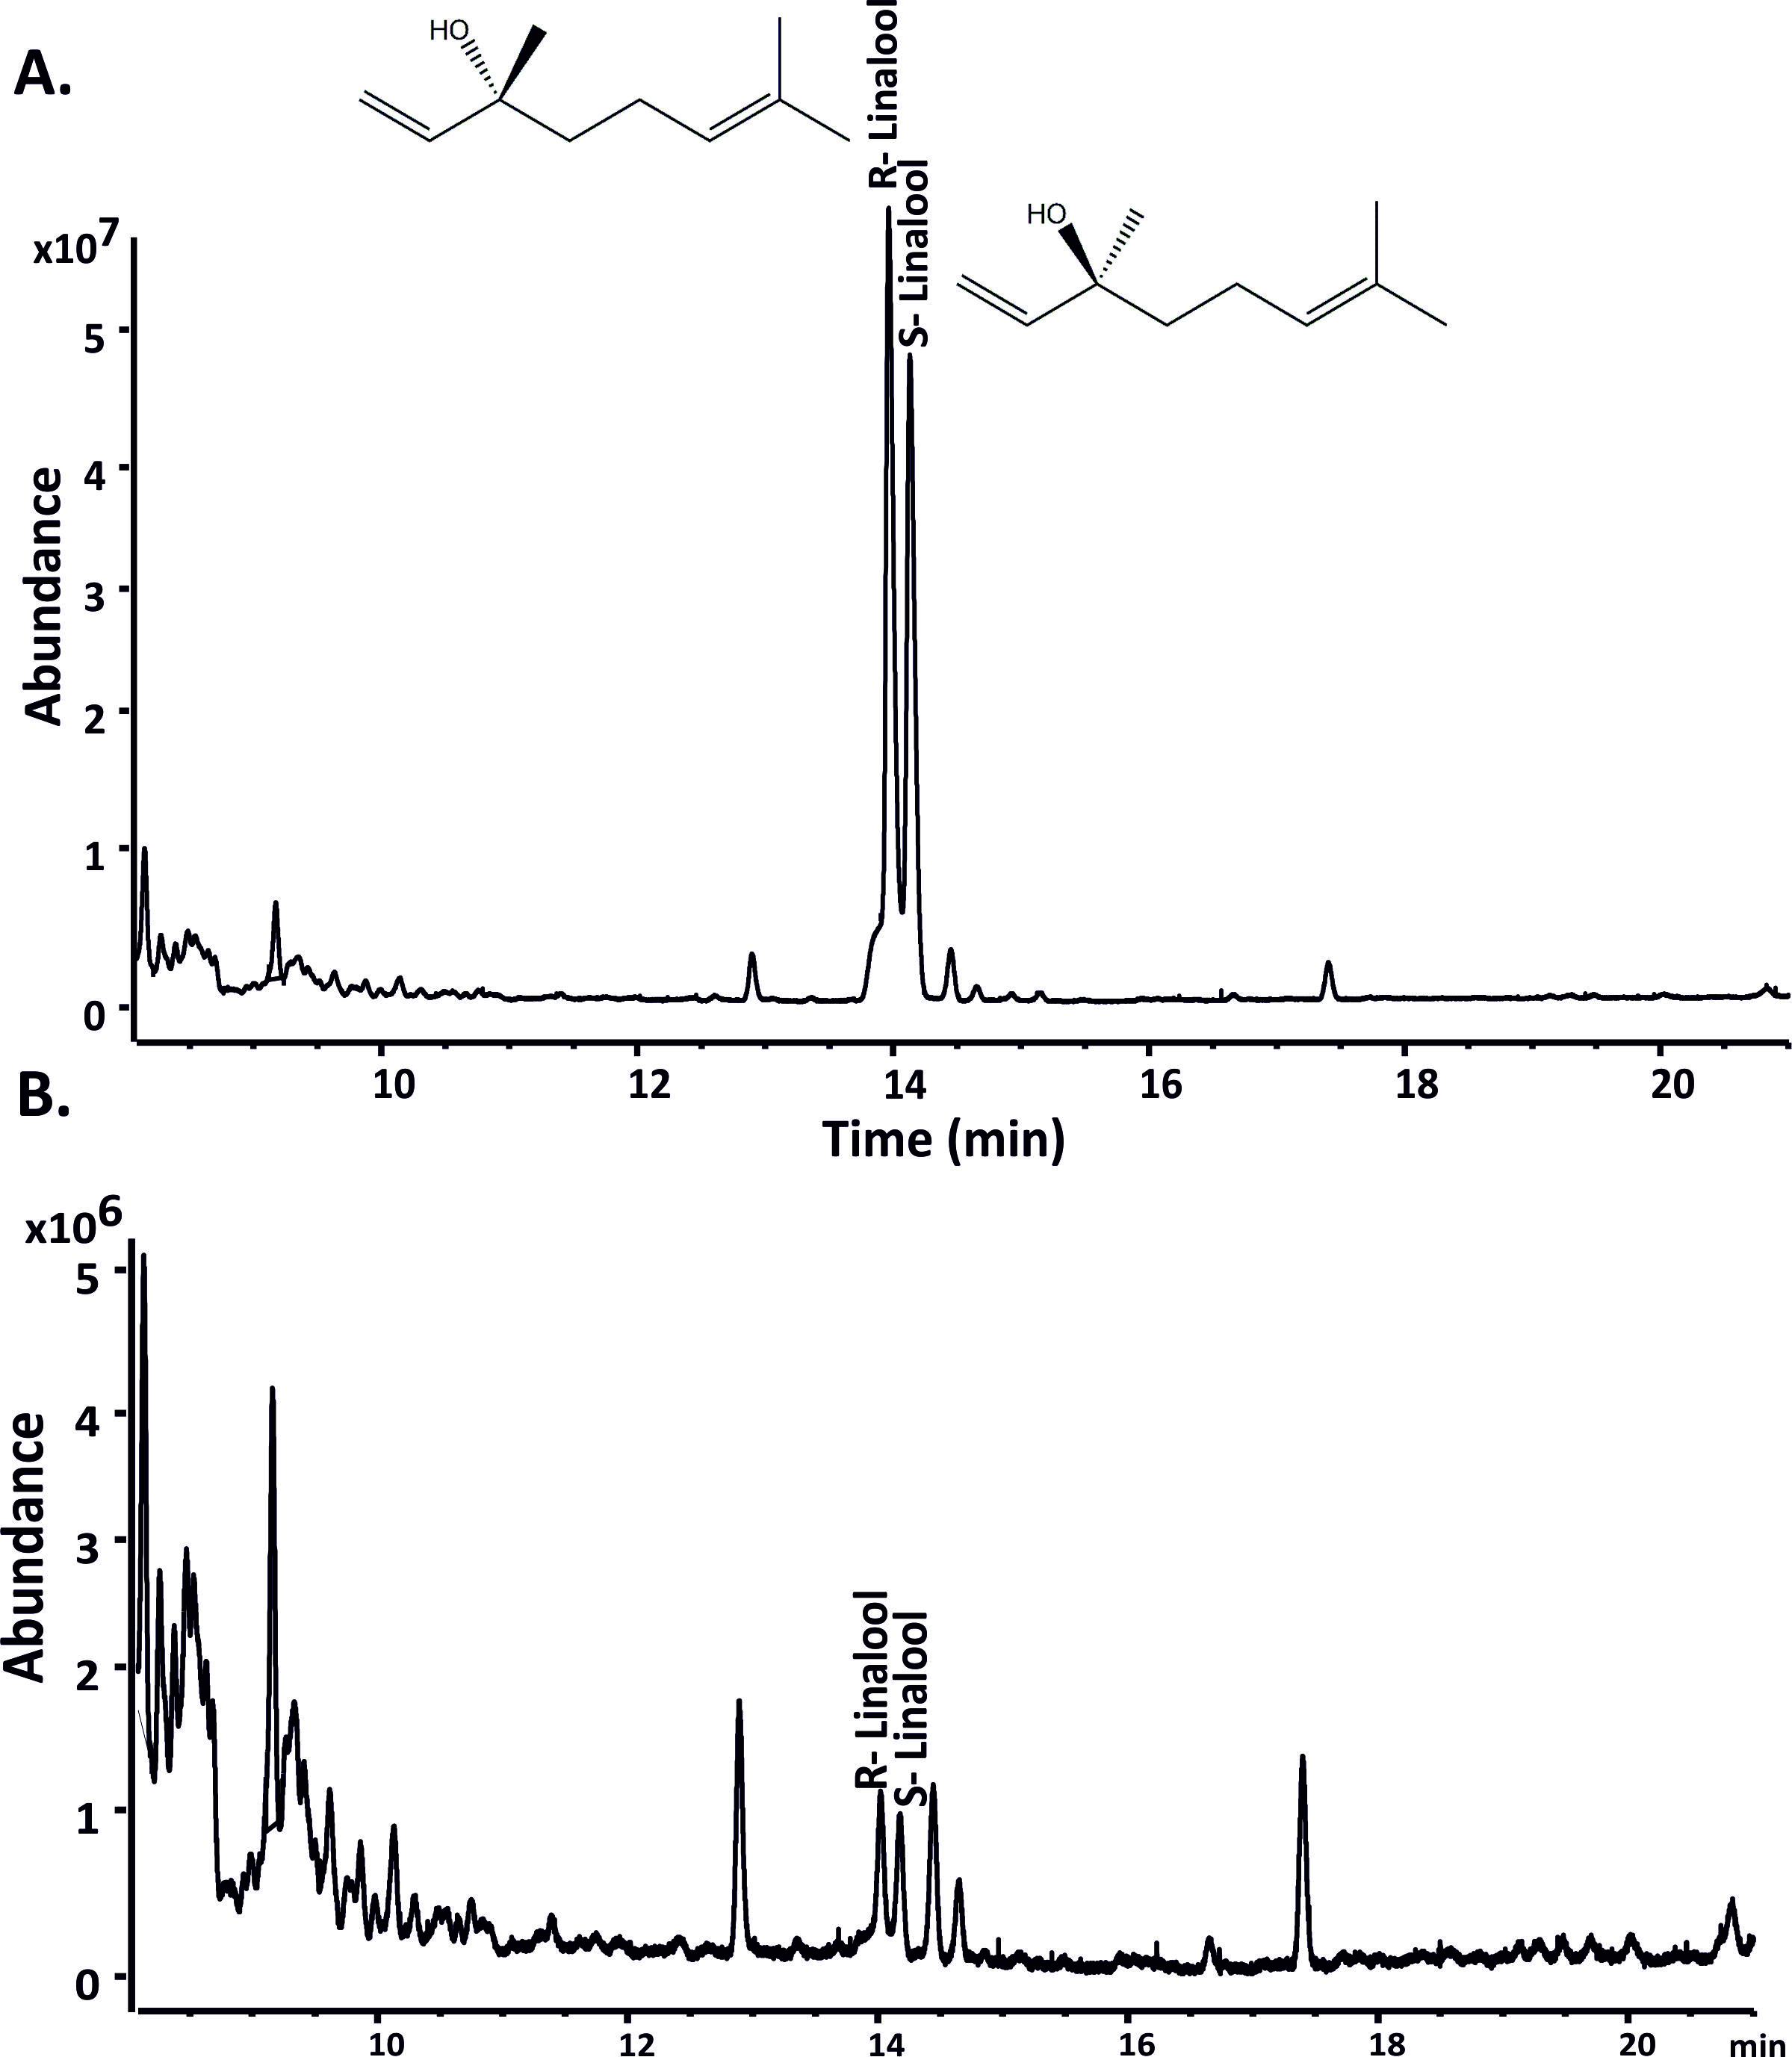 A.
HO
R- Linalool
S- Linalool
HO
x10⁷
5
4
3
2
1
0
Abundance
10 12 14 16 18 20
Time (min)
B.
x10⁶
5
4
3
2
1
0
Abundance
R- Linalool
S- Linalool
10 12 14 16 18 20 min